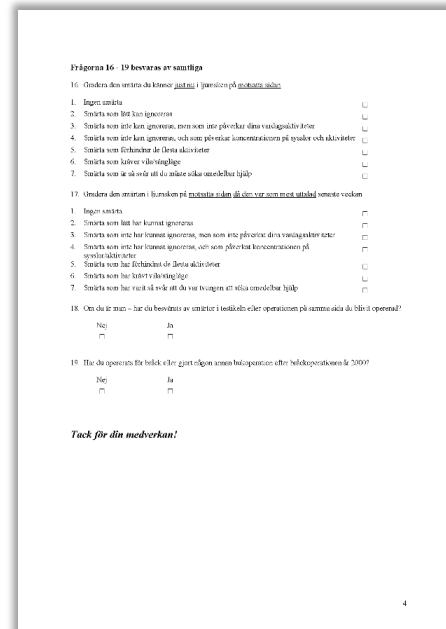 Frågorna 16 - 19 besvaras av samtliga
16. Gradera den smärta du känner just nu i ljumsken på motsatta sidan
1. Ingen smärta
2. Smärta som lätt kan ignoreras
3. Smärta som inte kan ignoreras, men som inte påverkar dina vardagsaktiviteter
4. Smärta som inte kan ignoreras, och som påverkar koncentrationen på sysslor och aktiviteter
5. Smärta som förhindrar de flesta aktiviteter
6. Smärta som kräver vila/sängläge
7. Smärta som är så svår att du måste söka omedelbar hjälp
17. Gradera den smärtan i ljumsken på motsatta sidan då den var som mest uttalad senaste veckan
1. Ingen smärta
2. Smärta som lätt har kunnat ignoreras
3. Smärta som inte har kunnat ignoreras, men som inte påverkat dina vardagsaktiviteter
4. Smärta som inte har kunnat ignoreras, och som påverkat koncentrationen på
sysslor/aktiviteter
5. Smärta som har förhindrat de flesta aktiviteter
6. Smärta som har krävt vila/sängläge
7. Smärta som har varit så svår att du var tvungen att söka omedelbar hjälp
18. Om du är man – har du besvärats av smärtor i testikeln efter operationen på samma sida du blivit opererad?
Nej Ja
19. Har du opererats för bråck eller gjort någon annan bukoperation efter bråckoperationen år 2000?
Nej Ja
Tack för din medverkan!
4